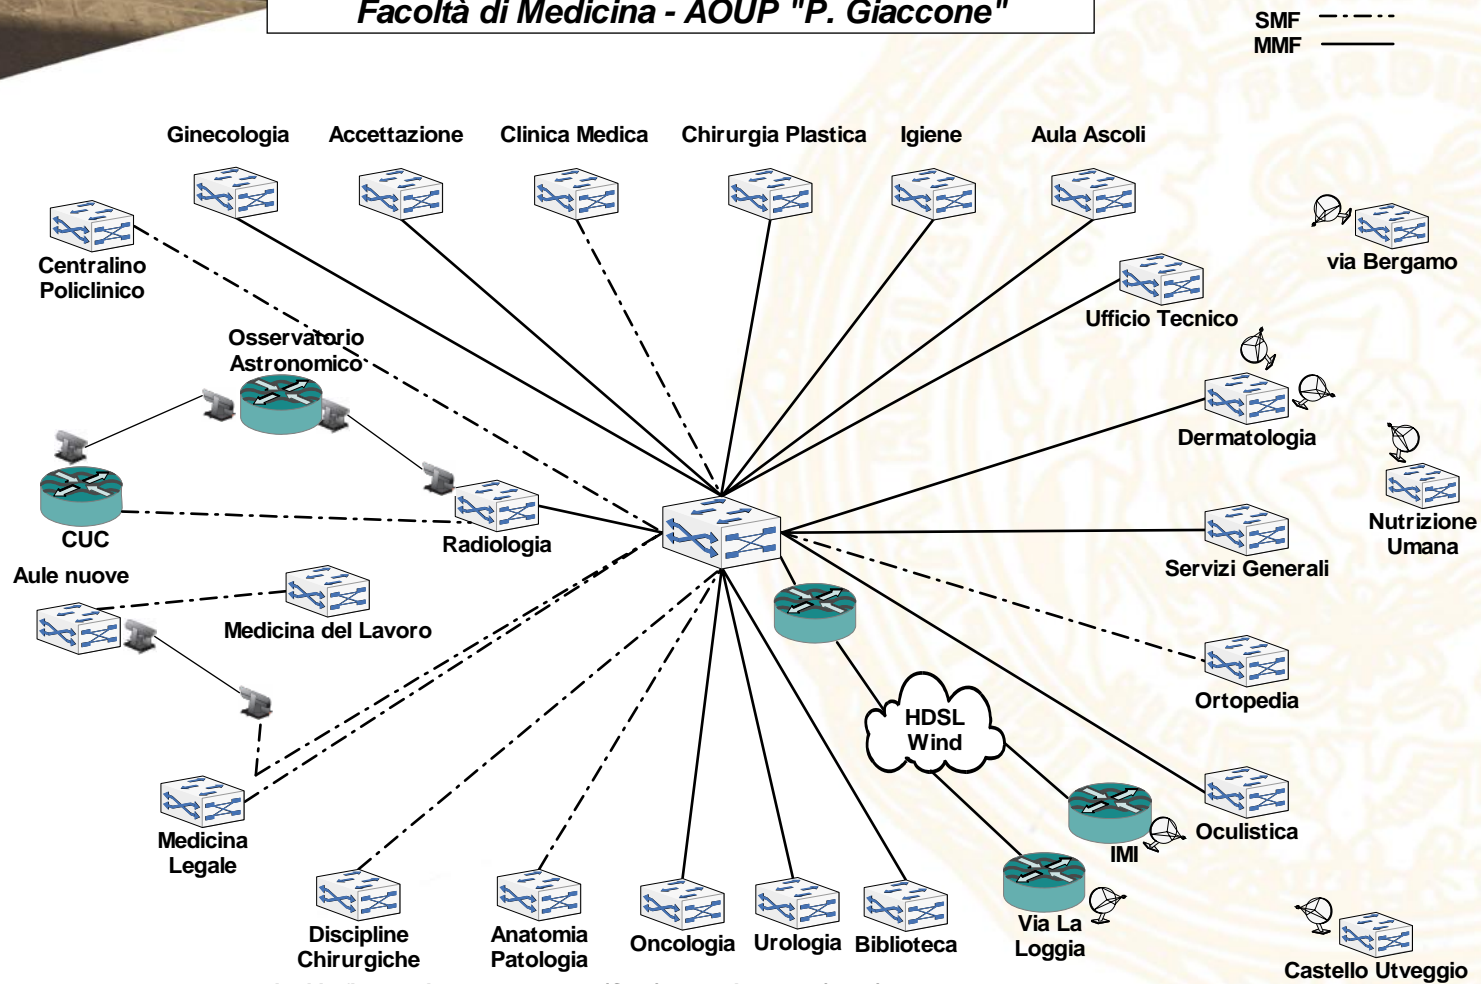 Facoltà di Medicina - AOUP "P. Giaccone"
SMF
MMF
Ginecologia
Accettazione
Clinica Medica
Chirurgia Plastica
Igiene
Aula Ascoli
Centralino
Policlinico
via Bergamo
Ufficio Tecnico
Osservatorio
Astronomico
Dermatologia
CUC
Radiologia
Nutrizione
Umana
Servizi Generali
Aule nuove
Medicina del Lavoro
Ortopedia
HDSL
Wind
Medicina
Legale
IMI
Oculistica
Discipline
Chirurgiche
Anatomia
Patologia
Oncologia
Urologia
Biblioteca
Via La
Loggia
Castello Utveggio